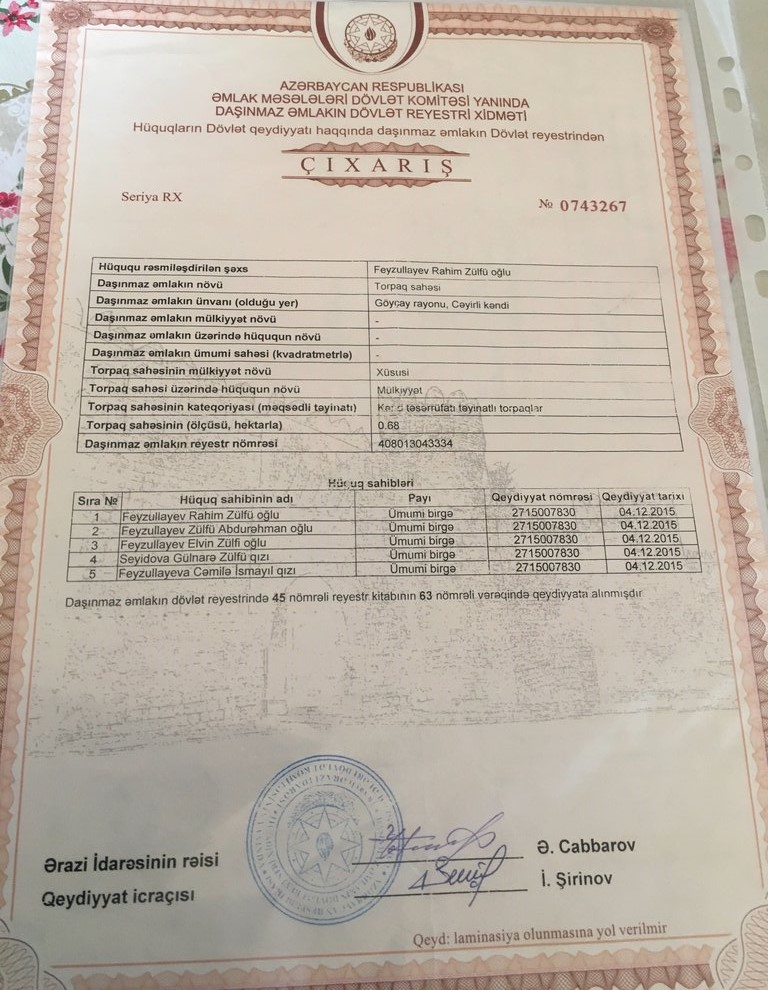 AZƏRBAYCAN RESPUBLİKASI
ƏMLAK MƏSƏLƏLƏRİ DÖVLƏT KOMİTƏSİ YANINDA
DAŞINMAZ ƏMLAKIN DÖVLƏT REYESTRİ XİDMƏTİ
Hüquqların Dövlət qeydiyyatı haqqında daşınmaz əmlakın Dövlət reyestrindən
ÇIXARIŞ
Seriya RX № 0743267
Hüququ rəsmiləşdirilən şəxs Feyzullayev Rahim Zülfü oğlu
Daşınmaz əmlakın növü Torpaq sahəsi
Daşınmaz əmlakın ünvanı (olduğu yer) Göyçay rayonu, Cəyirli kəndi
Daşınmaz əmlakın mülkiyyət növü -
Daşınmaz əmlakın üzərində hüququn növü -
Daşınmaz əmlakın ümumi sahəsi (kvadratmetrlə) -
Torpaq sahəsinin mülkiyyət növü Xüsusi
Torpaq sahəsi üzərində hüququn növü Mülkiyyət
Torpaq sahəsinin kateqoriyası (məqsədli təyinatı) təsərrüfatı təyinatlı torpaqlar
Torpaq sahəsinin (ölçüsü, hektarla) 0.68
Daşınmaz əmlakın reyestr nömrəsi 408013043334
Hüquq sahibləri
Sıra № Hüquq sahibinin adı Payı Qeydiyyat nömrəsi Qeydiyyat tarixi
1 Feyzullayev Rahim Zülfü oğlu Ümumi birgə 2715007830 04.12.2015
2 Feyzullayev Zülfü Abdurəhman oğlu Ümumi birgə 2715007830 04.12.2015
3 Feyzullayev Elvin Zülfi oğlu Ümumi birgə 2715007830 04.12.2015
4 Seyidova Gülnarə Zülfü qızı Ümumi birgə 2715007830 04.12.2015
5 Feyzullayeva Cəmilə İsmayıl qızı Ümumi birgə 2715007830 04.12.2015
Daşınmaz əmlakın dövlət reyestrində 45 nömrəli reyestr kitabının 63 nömrəli vərəqində qeydiyyata alınmışdır
Ərazi İdarəsinin rəisi Ə. Cabbarov
Qeydiyyat icraçısı İ. Şirinov
Qeyd: laminasiya olunmasına yol verilmir